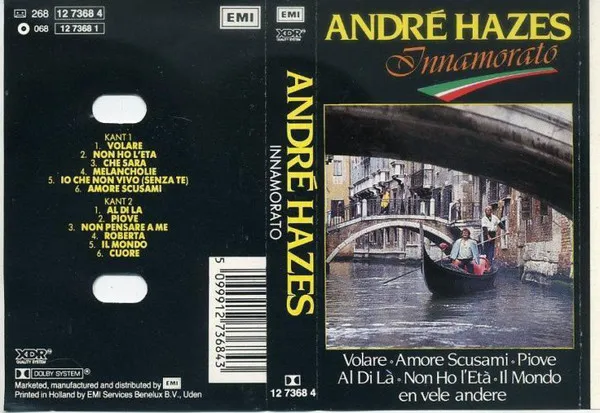 268 12 7368 4
068 12 7368 1
EMI
KANT 1
1. VOLARE
2. NON HO L'ETA
3. CHE SARA
4. MELANCHOLIE
5. IO CHE NON VIVO (SENZA TE)
6. AMORE SCUSAMI
KANT 2
1. AL DI LA
2. PIOVE
3. NON PENSARE A ME
4. ROBERTA
5. IL MONDO
6. CUORE
XDR
QUALITY SYSTEM
DOLBY SYSTEM
Marketed, manufactured and distributed by EMI
Printed in Holland by EMI Services Benelux B.V., Uden
5 099912 736843
EMI
XDR
QUALITY SYSTEM
ANDRÉ HAZES
INNAMORATO
12 7368 4
ANDRÉ HAZES
Innamorato
Volare • Amore Scusami • Piove
Al Di Là • Non Ho l'Età • Il Mondo
en vele andere